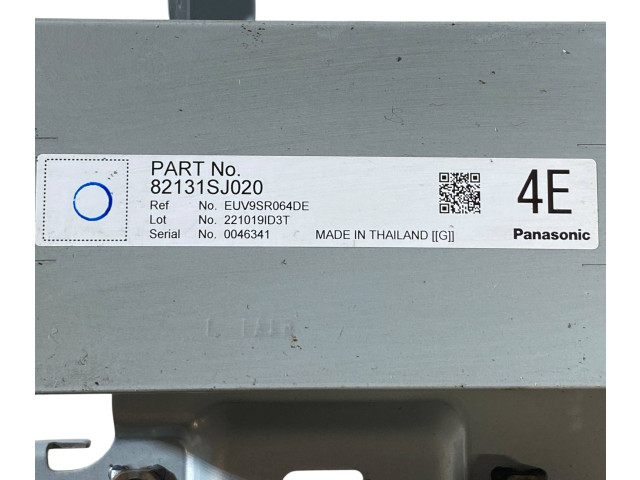 PART No.
82131SJ020
Ref No. EUV9SR064DE
Lot No. 221019ID3T
Serial No. 0046341 MADE IN THAILAND [[G]]
4E
Panasonic